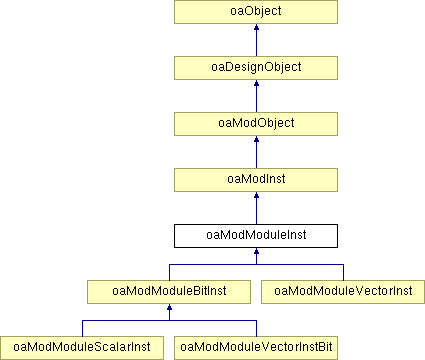 oaObject
oaDesignObject
oaModObject
oaModInst
oaModModuleInst
oaModModuleBitInst
oaModModuleVectorInst
oaModModuleScalarInst
oaModModuleVectorInstBit